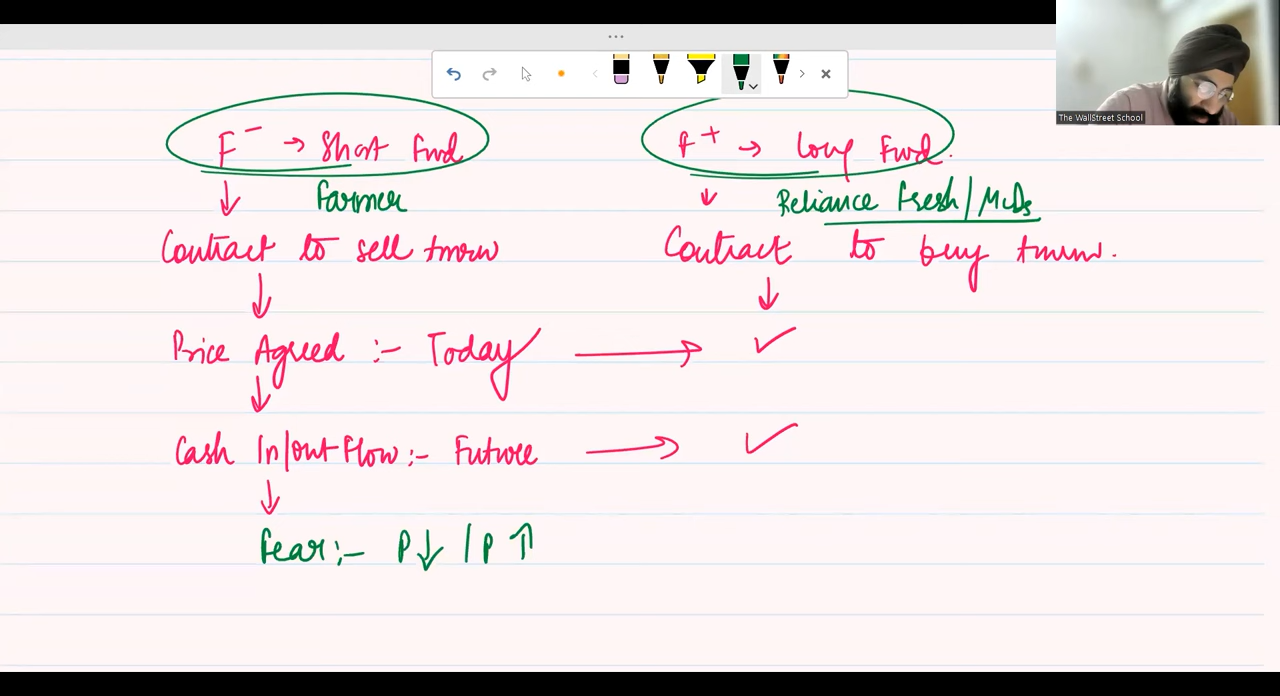 The WallStreet School
F⁻ → Short Fwd
F⁺ → Long Fwd.
Farmer
Reliance Fresh/McDs
Contract to sell tmrw
Contract to buy tmrw.
Price Agreed :- Today → ✓
Cash In/out Flow :- Future → ✓
Fear :- P↓ / P↑